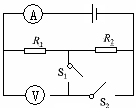 A
R₁ R₂
S₁
V S₂